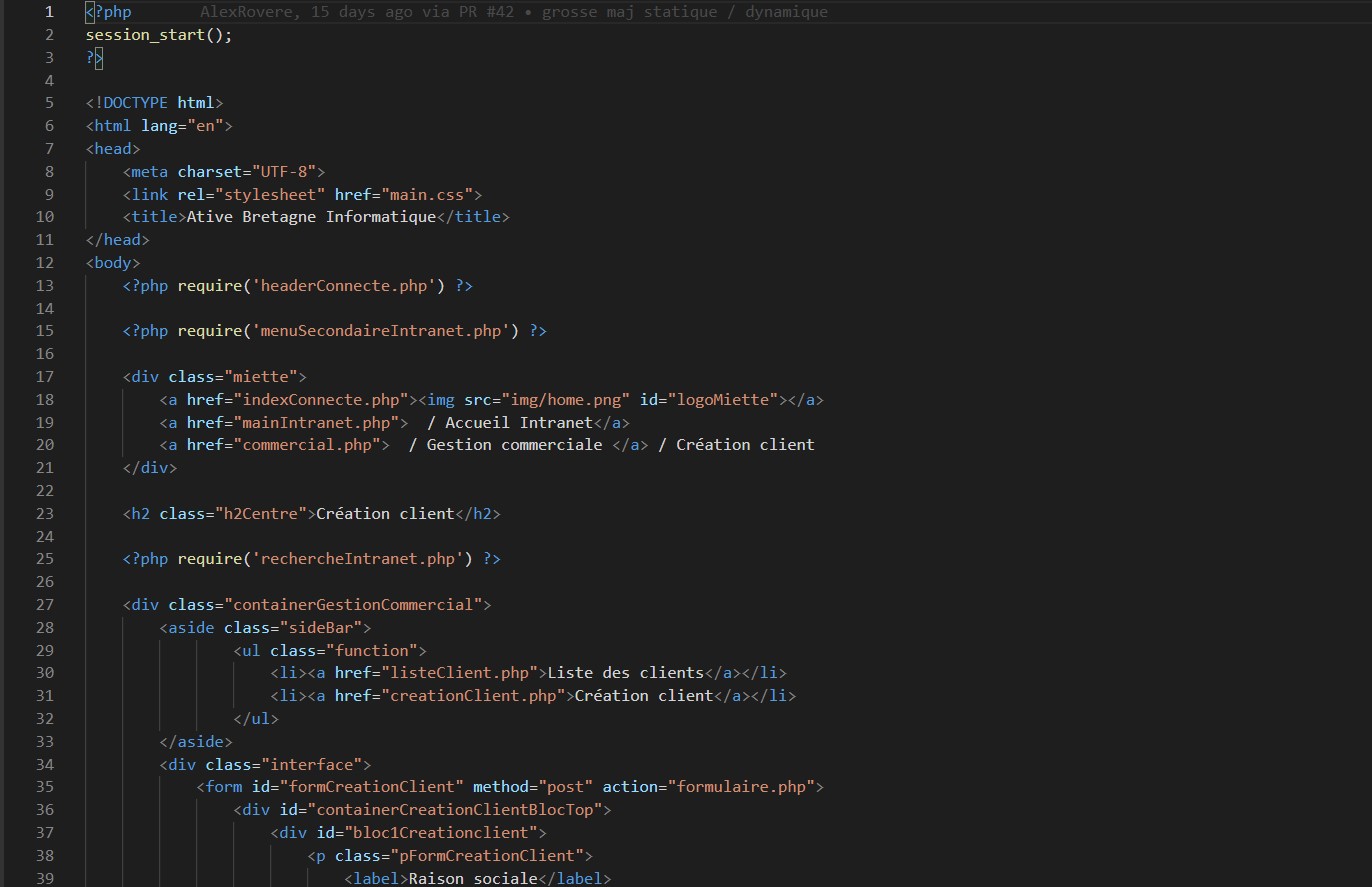 1 <?php AlexRovere, 15 days ago via PR #42 • grosse maj statique / dynamique
2 session_start();
3 ?>
4
5 <!DOCTYPE html>
6 <html lang="en">
7 <head>
8 <meta charset="UTF-8">
9 <link rel="stylesheet" href="main.css">
10 <title>Ative Bretagne Informatique</title>
11 </head>
12 <body>
13 <?php require('headerConnecte.php') ?>
14
15 <?php require('menuSecondaireIntranet.php') ?>
16
17 <div class="miette">
18 <a href="indexConnecte.php"><img src="img/home.png" id="logoMiette"></a>
19 <a href="mainIntranet.php">  / Accueil Intranet</a>
20 <a href="commercial.php">  / Gestion commerciale </a> / Création client
21 </div>
22
23 <h2 class="h2Centre">Création client</h2>
24
25 <?php require('rechercheIntranet.php') ?>
26
27 <div class="containerGestionCommercial">
28 <aside class="sideBar">
29 <ul class="function">
30 <li><a href="listeClient.php">Liste des clients</a></li>
31 <li><a href="creationClient.php">Création client</a></li>
32 </ul>
33 </aside>
34 <div class="interface">
35 <form id="formCreationClient" method="post" action="formulaire.php">
36 <div id="containerCreationClientBlocTop">
37 <div id="bloc1Creationclient">
38 <p class="pFormCreationClient">
39 <label>Raison sociale</label>